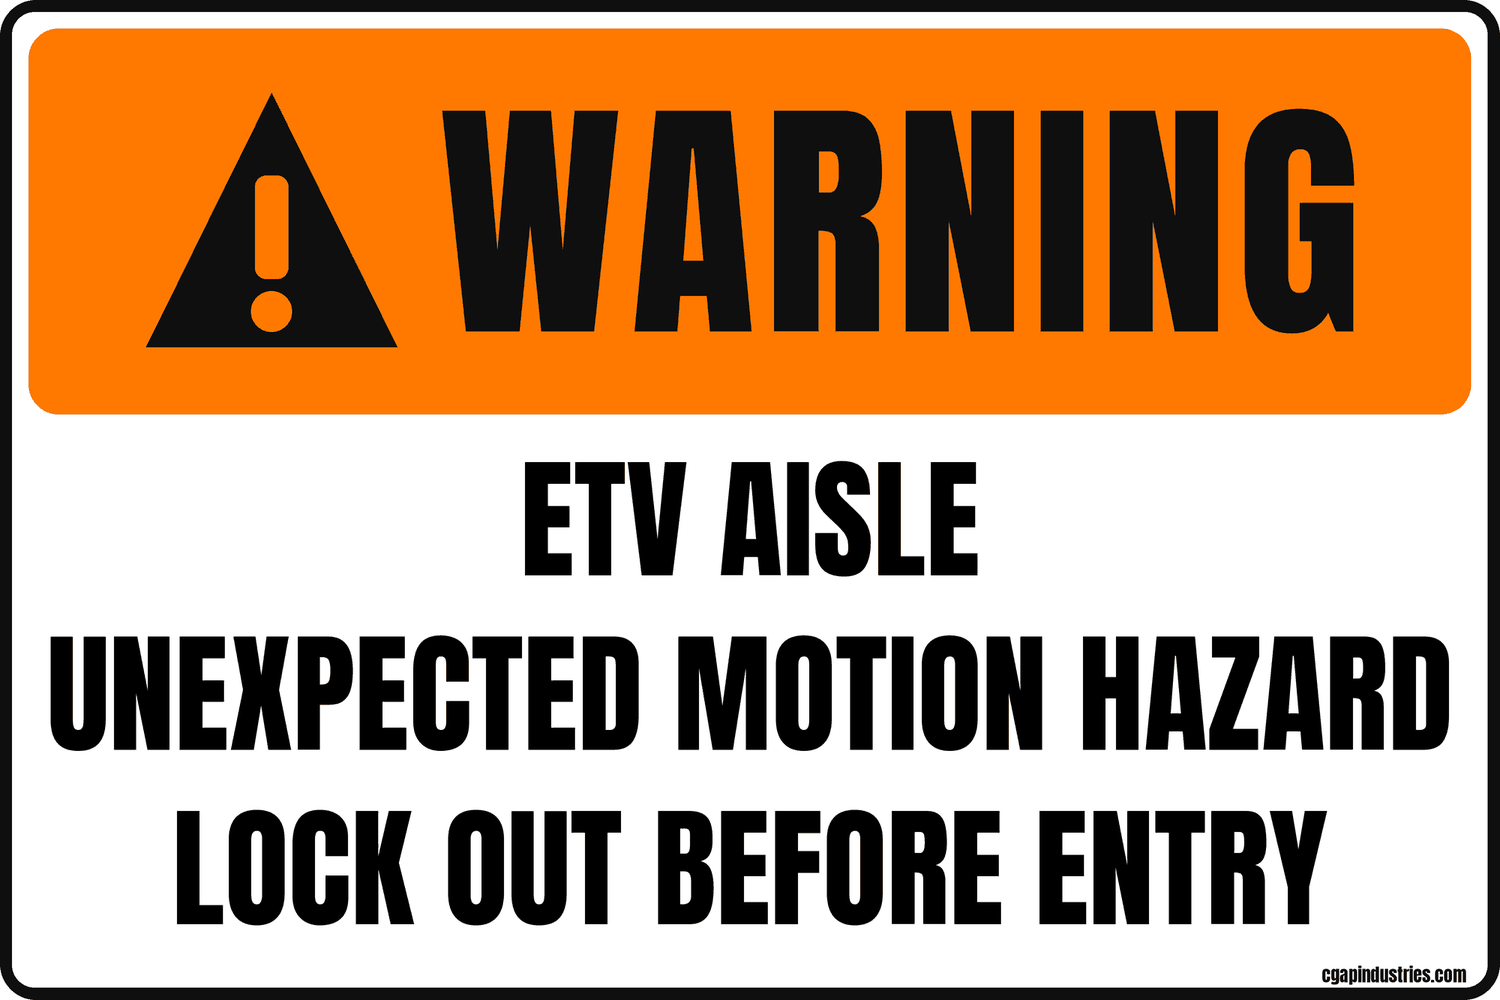 WARNING
ETV AISLE
UNEXPECTED MOTION HAZARD
LOCK OUT BEFORE ENTRY
cgapindustries.com